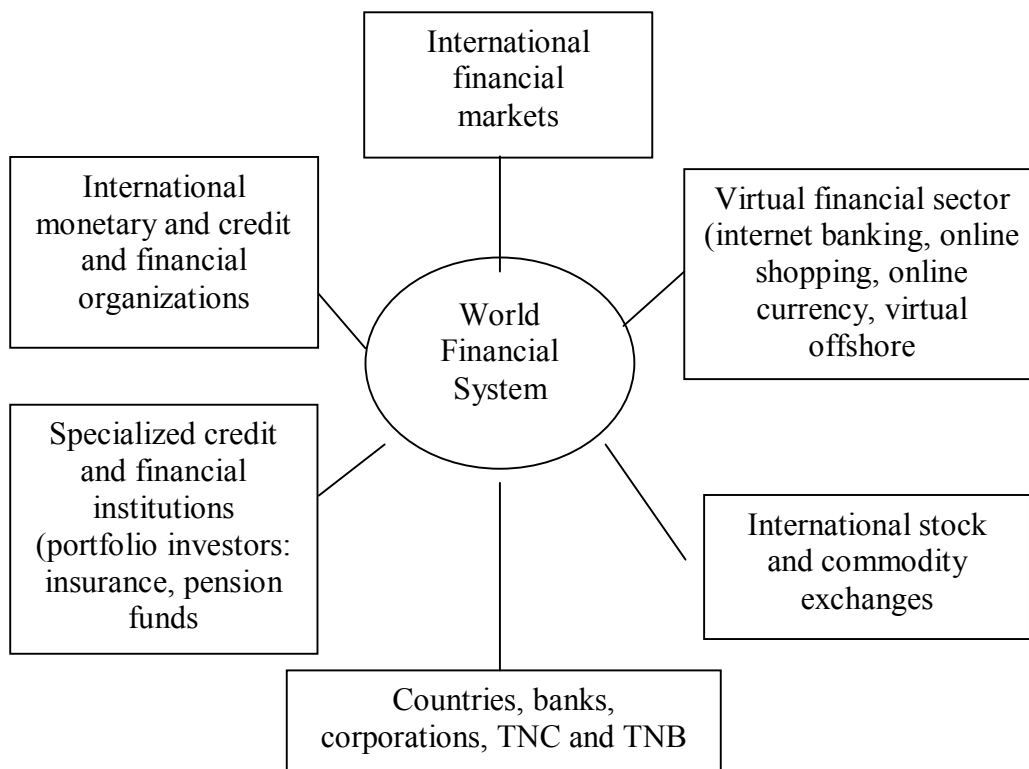 International
financial
markets
International
monetary and credit
and financial
organizations
Virtual financial sector
(internet banking, online
shopping, online
currency, virtual
offshore
World
Financial
System
Specialized credit
and financial
institutions
(portfolio investors:
insurance, pension
funds
International stock
and commodity
exchanges
Countries, banks,
corporations, TNC and TNB